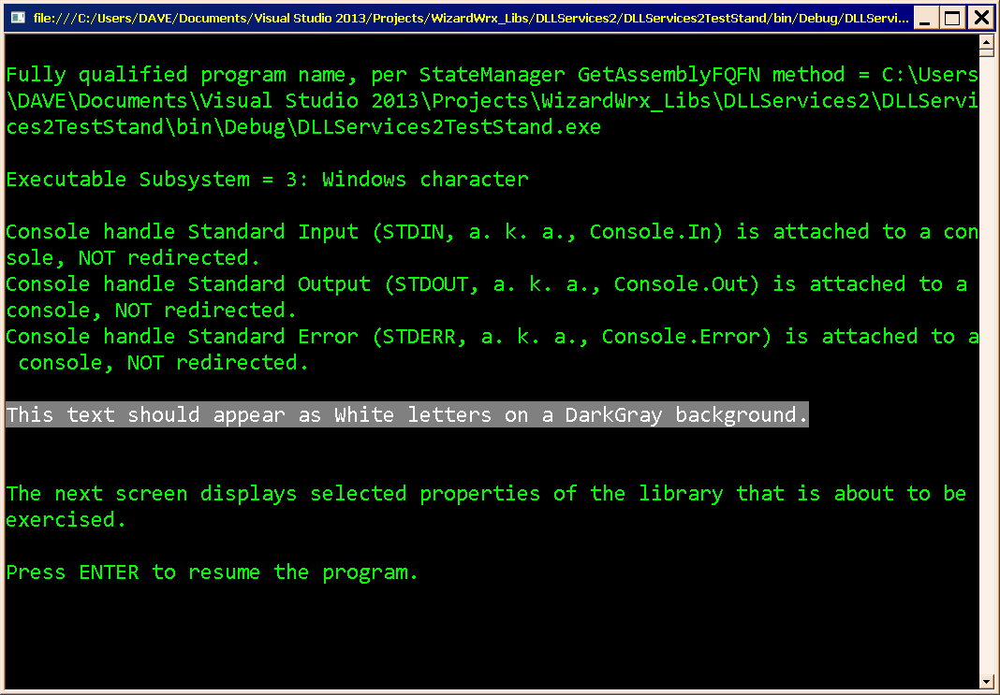 file:///C:/Users/DAVE/Documents/Visual Studio 2013/Projects/WizardWrx_Libs/DLLServices2/DLLServices2TestStand/bin/Debug/DLLServi...
Fully qualified program name, per StateManager GetAssemblyFQFN method = C:\Users
\DAVE\Documents\Visual Studio 2013\Projects\WizardWrx_Libs\DLLServices2\DLLServi
ces2TestStand\bin\Debug\DLLServices2TestStand.exe
Executable Subsystem = 3: Windows character
Console handle Standard Input (STDIN, a. k. a., Console.In) is attached to a con
sole, NOT redirected.
Console handle Standard Output (STDOUT, a. k. a., Console.Out) is attached to a
console, NOT redirected.
Console handle Standard Error (STDERR, a. k. a., Console.Error) is attached to a
 console, NOT redirected.
This text should appear as White letters on a DarkGray background.
The next screen displays selected properties of the library that is about to be
exercised.
Press ENTER to resume the program.